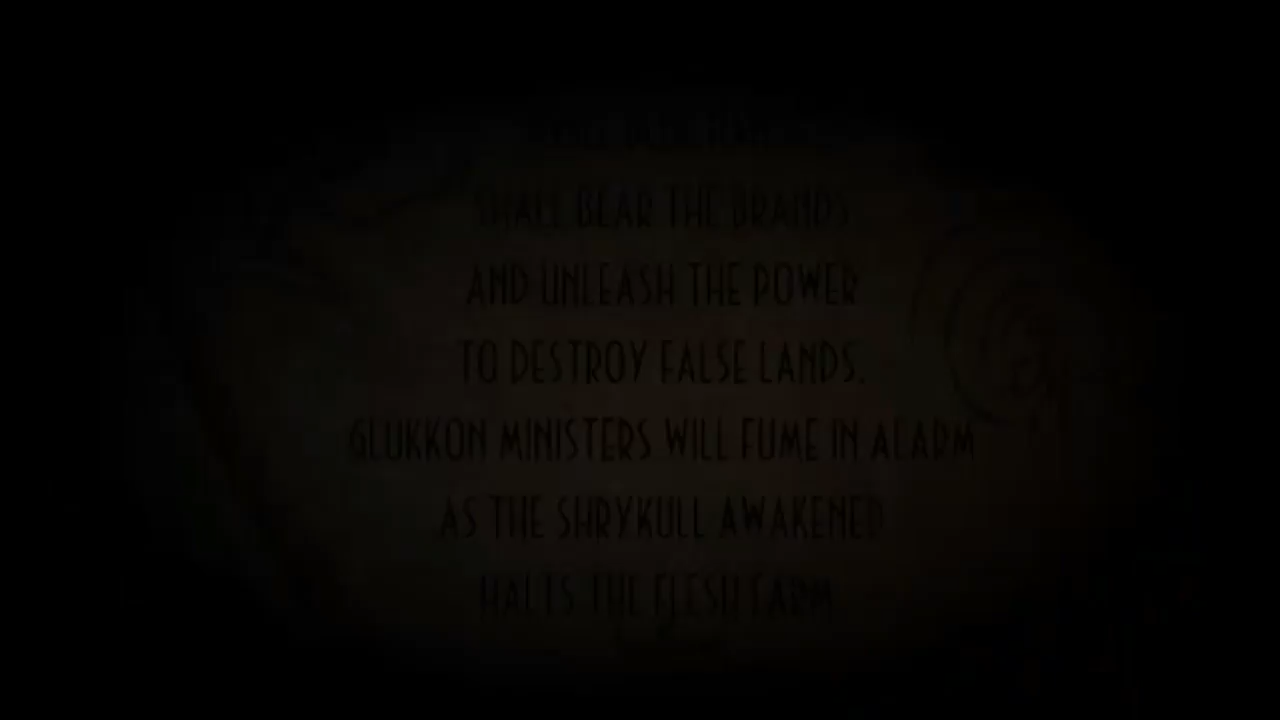 SHALL BEAR THE BRANDS
AND UNLEASH THE POWER
TO DESTROY FALSE LANDS.
GLUKKON MINISTERS WILL FUME IN ALARM
AS THE SHRYKULL AWAKENED
HALTS THE FLESH FARM